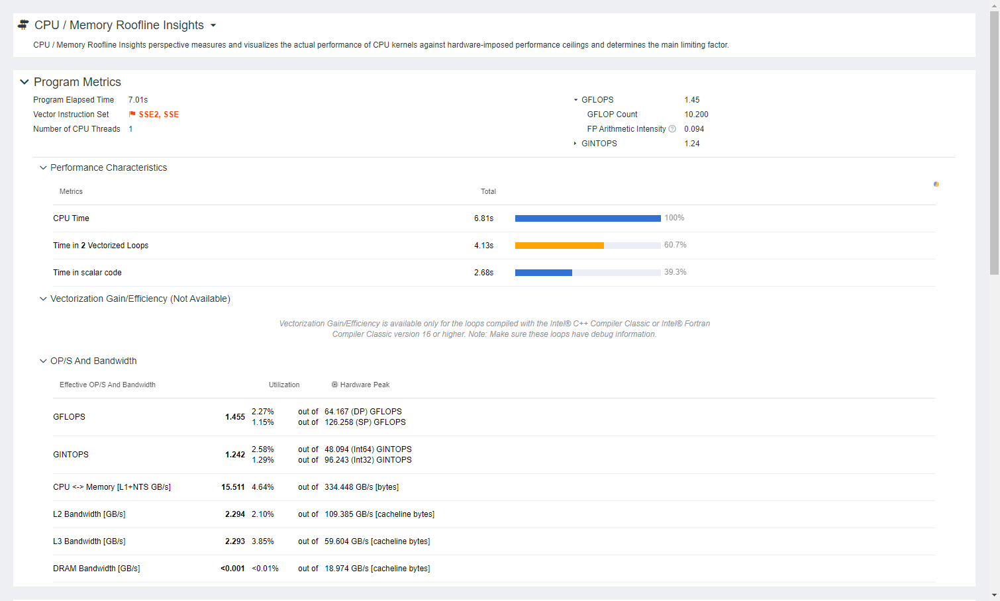 CPU / Memory Roofline Insights
CPU / Memory Roofline Insights perspective measures and visualizes the actual performance of CPU kernels against hardware-imposed performance ceilings and determines the main limiting factor.
Program Metrics
Program Elapsed Time 7.01s
Vector Instruction Set SSE2, SSE
Number of CPU Threads 1
GFLOPS 1.45
GFLOP Count 10.200
FP Arithmetic Intensity 0.094
GINTOPS 1.24
Performance Characteristics
Metrics Total
CPU Time 6.81s 100%
Time in 2 Vectorized Loops 4.13s 60.7%
Time in scalar code 2.68s 39.3%
Vectorization Gain/Efficiency (Not Available)
Vectorization Gain/Efficiency is available only for the loops compiled with the Intel® C++ Compiler Classic or Intel® Fortran
Compiler Classic version 16 or higher. Note: Make sure these loops have debug information.
OP/S And Bandwidth
Effective OP/S And Bandwidth Utilization Hardware Peak
GFLOPS 1.455 2.27% out of 64.167 (DP) GFLOPS
1.15% out of 126.258 (SP) GFLOPS
GINTOPS 1.242 2.58% out of 48.094 (Int64) GINTOPS
1.29% out of 96.243 (Int32) GINTOPS
CPU <-> Memory [L1+NTS GB/s] 15.511 4.64% out of 334.448 GB/s [bytes]
L2 Bandwidth [GB/s] 2.294 2.10% out of 109.385 GB/s [cacheline bytes]
L3 Bandwidth [GB/s] 2.293 3.85% out of 59.604 GB/s [cacheline bytes]
DRAM Bandwidth [GB/s] <0.001 <0.01% out of 18.974 GB/s [cacheline bytes]